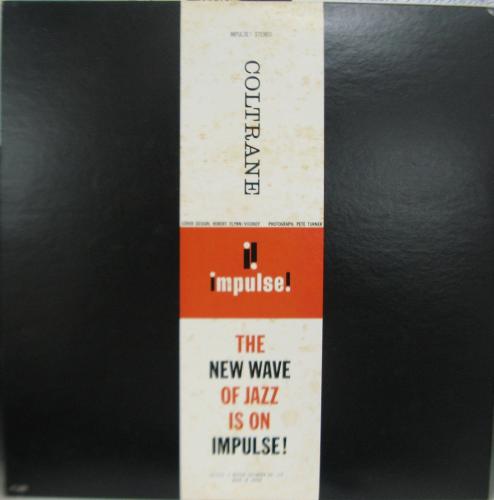 IMPULSE! STEREO
COLTRANE
COVER DESIGN: ROBERT FLYNN/VICEROY PHOTOGRAPH: PETE TURNER
i!
impulse!
THE
NEW WAVE
OF JAZZ
IS ON
IMPULSE!